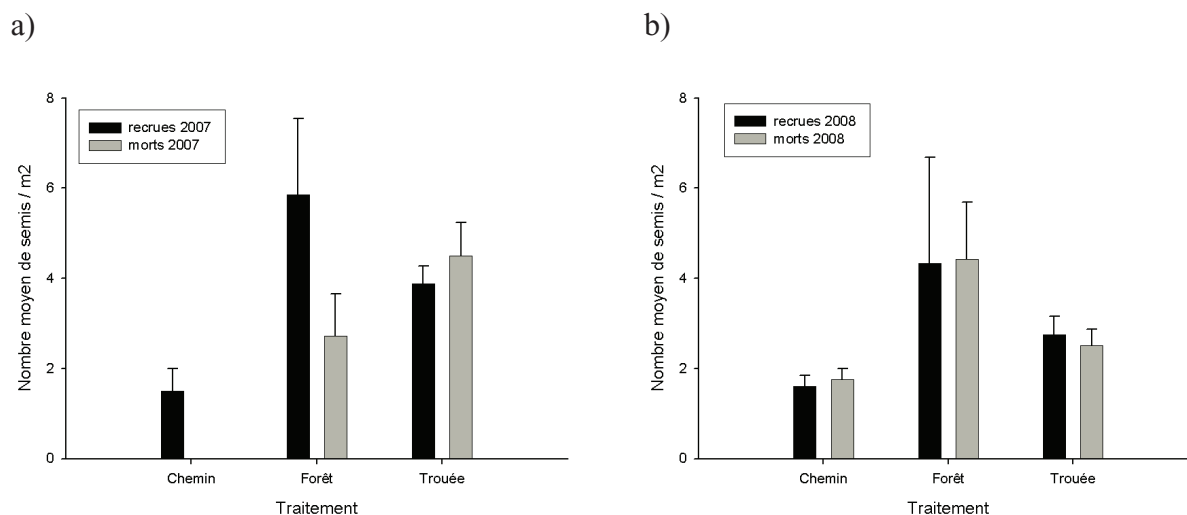 a)
8
6
4
2
0
Nombre moyen de semis / m2
recrues 2007
morts 2007
Chemin Forêt Trouée
Traitement
b)
8
6
4
2
0
Nombre moyen de semis / m2
recrues 2008
morts 2008
Chemin Forêt Trouée
Traitement